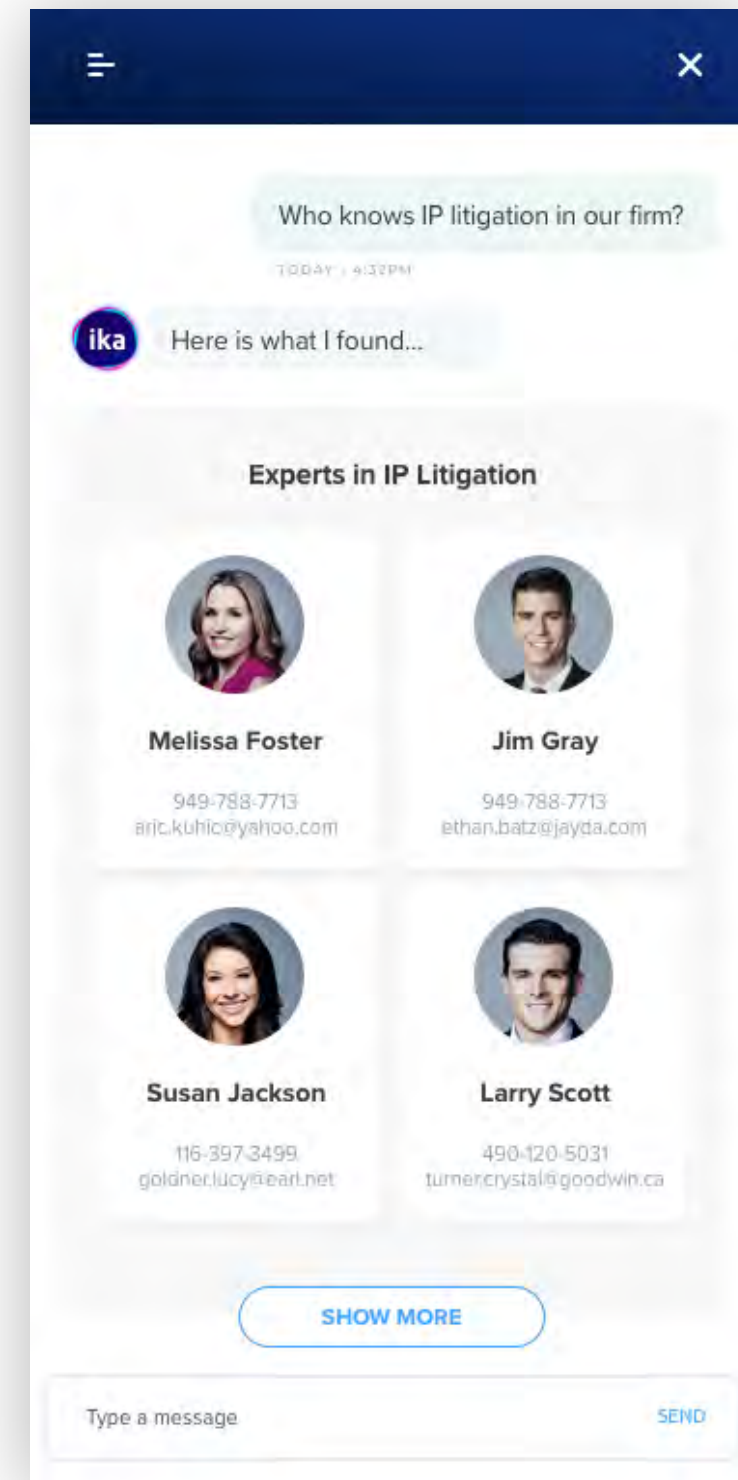 Who knows IP litigation in our firm?
TODAY, 4:32PM
ika
Here is what I found...
Experts in IP Litigation
Melissa Foster
949-788-7713
aric.kuhic@yahoo.com
Jim Gray
949-788-7713
ethan.batz@jayda.com
Susan Jackson
116-397-3499
goldner.lucy@earl.net
Larry Scott
490-120-5031
turner.crystal@goodwin.ca
SHOW MORE
Type a message
SEND